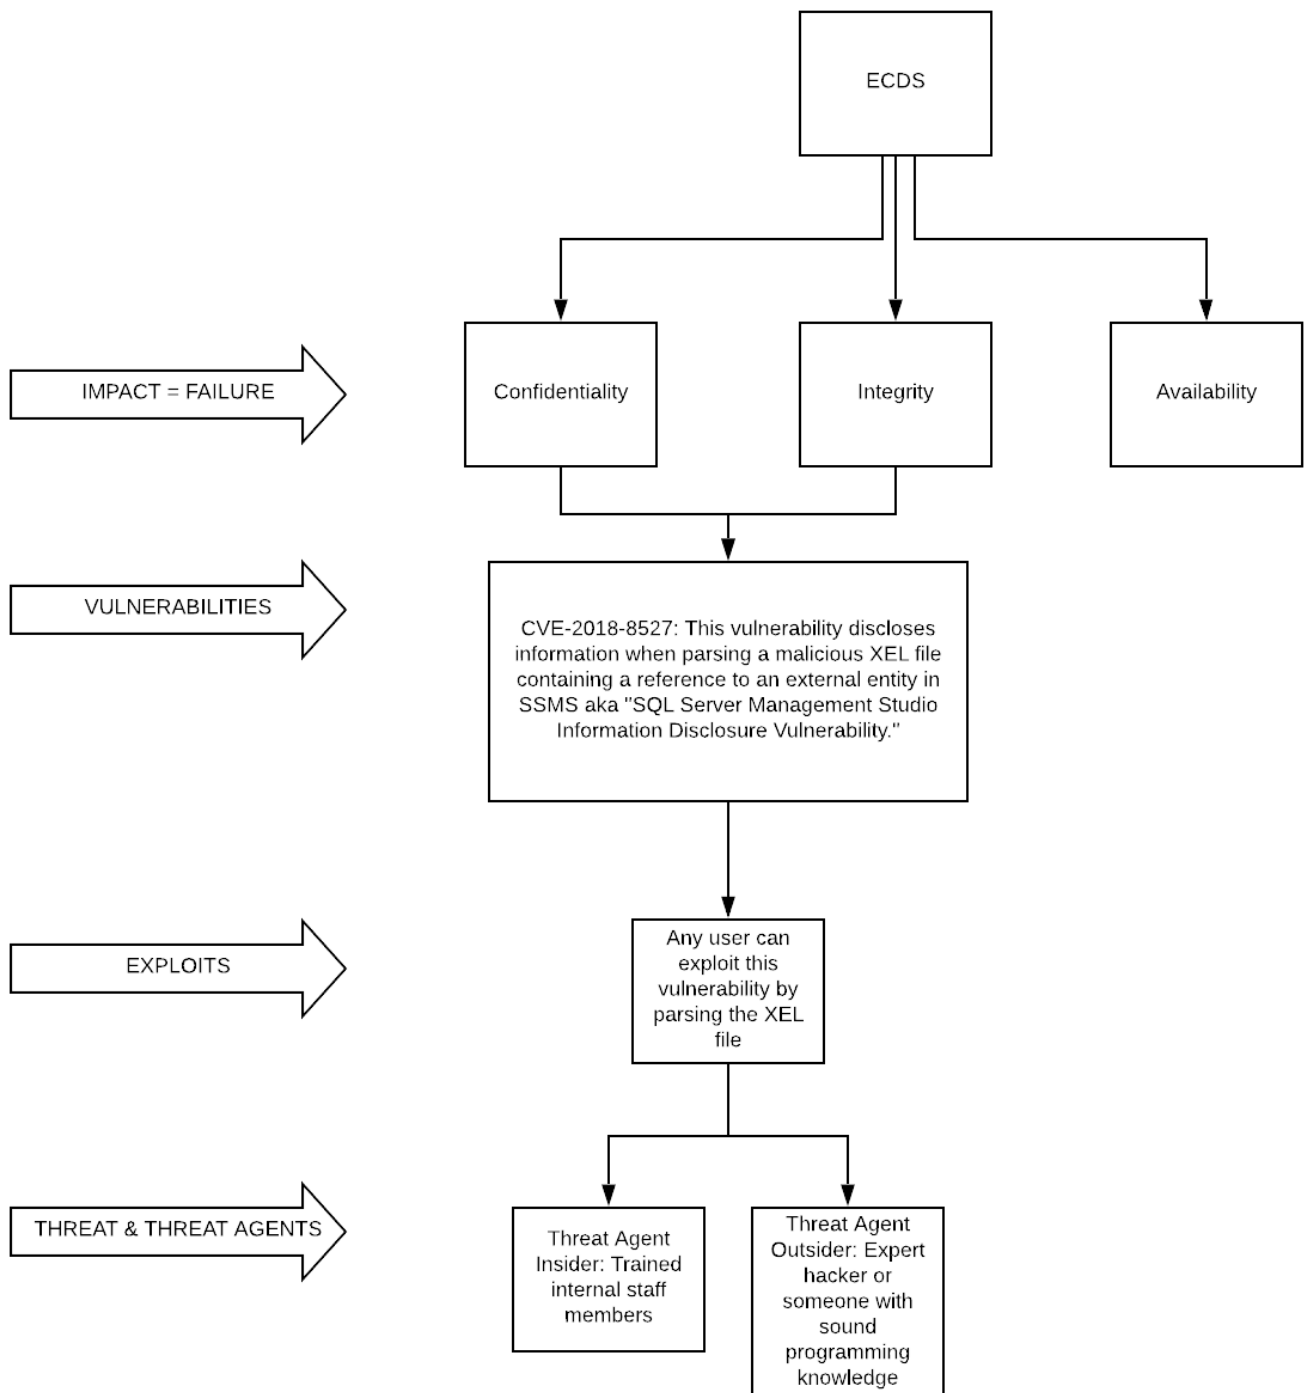 ECDS
IMPACT = FAILURE
Confidentiality
Integrity
Availability
VULNERABILITIES
CVE-2018-8527: This vulnerability discloses
information when parsing a malicious XEL file
containing a reference to an external entity in
SSMS aka "SQL Server Management Studio
Information Disclosure Vulnerability."
EXPLOITS
Any user can
exploit this
vulnerability by
parsing the XEL
file
THREAT & THREAT AGENTS
Threat Agent
Insider: Trained
internal staff
members
Threat Agent
Outsider: Expert
hacker or
someone with
sound
programming
knowledge